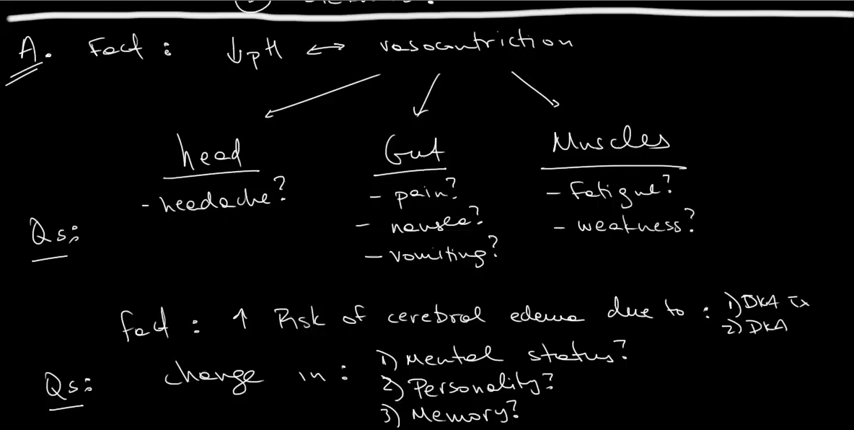 A. Fact: ↓pH ↔ vasocontriction
head Gut Muscles
- headache? - pain? - Fatigue?
Qs: - nausea? - weakness?
- vomiting?
Fact: ↑ Risk of cerebral edema due to: 1) DKA Tx
2) DKA
Qs: change in: 1) Mental status?
2) Personality?
3) Memory?